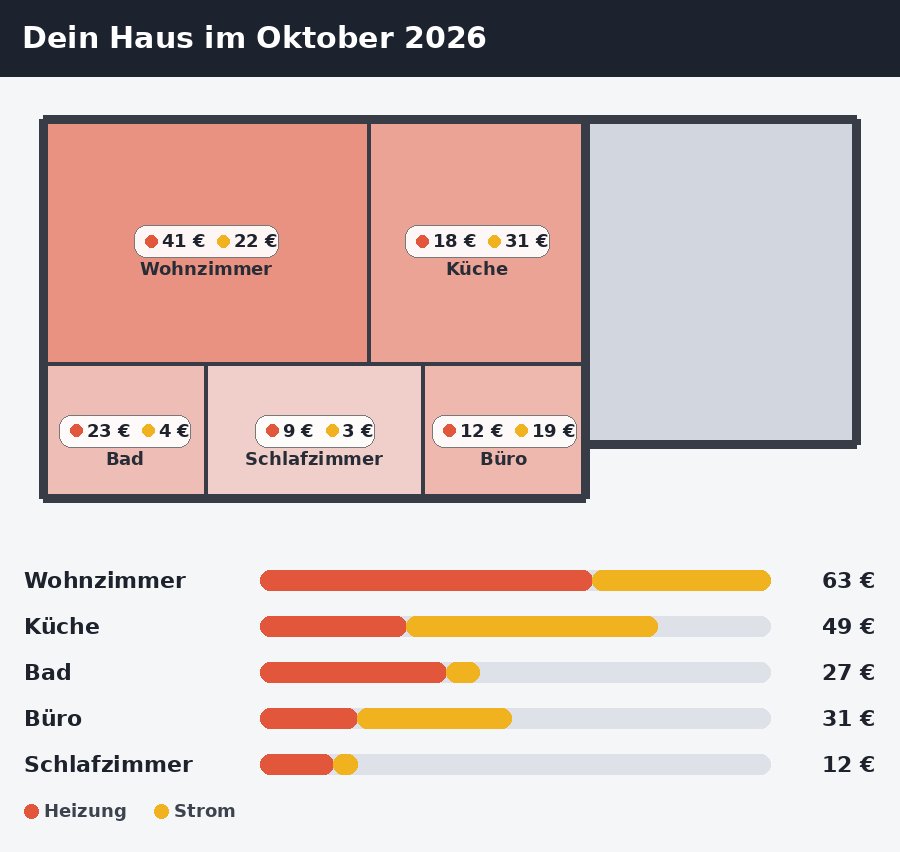 Dein Haus im Oktober 2026
41 € 22 €
Wohnzimmer
18 € 31 €
Küche
23 € 4 €
Bad
9 € 3 €
Schlafzimmer
12 € 19 €
Büro
Wohnzimmer 63 €
Küche 49 €
Bad 27 €
Büro 31 €
Schlafzimmer 12 €
Heizung Strom